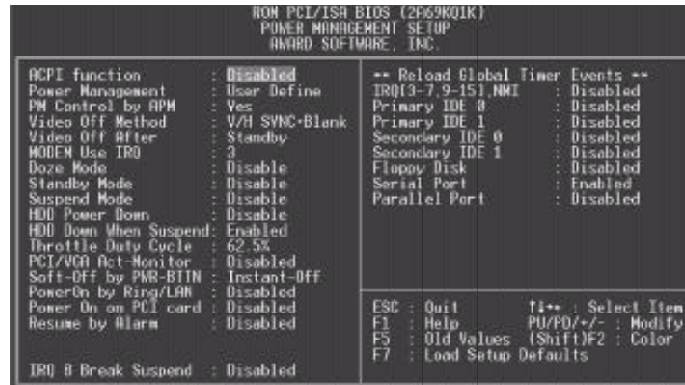 ROM PCI/ISA BIOS (2A69KQ1K)
POWER MANAGEMENT SETUP
AWARD SOFTWARE, INC.
ACPI function : Disabled
Power Management : User Define
PM Control by APM : Yes
Video Off Method : V/H SYNC+Blank
Video Off After : Standby
MODEM Use IRQ : 3
Doze Mode : Disable
Standby Mode : Disable
Suspend Mode : Disable
HDD Power Down : Disable
HDD Down When Suspend: Enabled
Throttle Duty Cycle : 62.5%
PCI/VGA Act-Monitor : Disabled
Soft-Off by PWR-BTTN : Instant-Off
PowerOn by Ring/LAN : Disabled
Power On on PCI card : Disabled
Resume by Alarm : Disabled
IRQ 8 Break Suspend : Disabled
** Reload Global Timer Events **
IRQ[3-7,9-15],NMI : Disabled
Primary IDE 0 : Disabled
Primary IDE 1 : Disabled
Secondary IDE 0 : Disabled
Secondary IDE 1 : Disabled
Floppy Disk : Disabled
Serial Port : Enabled
Parallel Port : Disabled
ESC : Quit ↑↓→← : Select Item
F1 : Help PU/PD/+/- : Modify
F5 : Old Values (Shift)F2 : Color
F7 : Load Setup Defaults